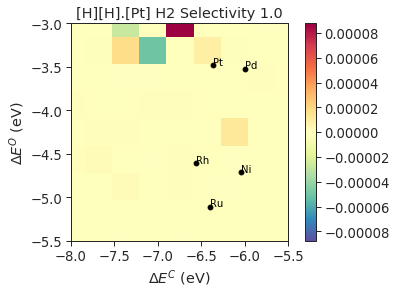 [H][H].[Pt] H2 Selectivity 1.0
−3.0
−3.5
−4.0
−4.5
−5.0
−5.5
ΔE^O (eV)
Pt
Pd
Rh
Ni
Ru
−8.0 −7.5 −7.0 −6.5 −6.0 −5.5
ΔE^C (eV)
0.00008
0.00006
0.00004
0.00002
0.00000
−0.00002
−0.00004
−0.00006
−0.00008